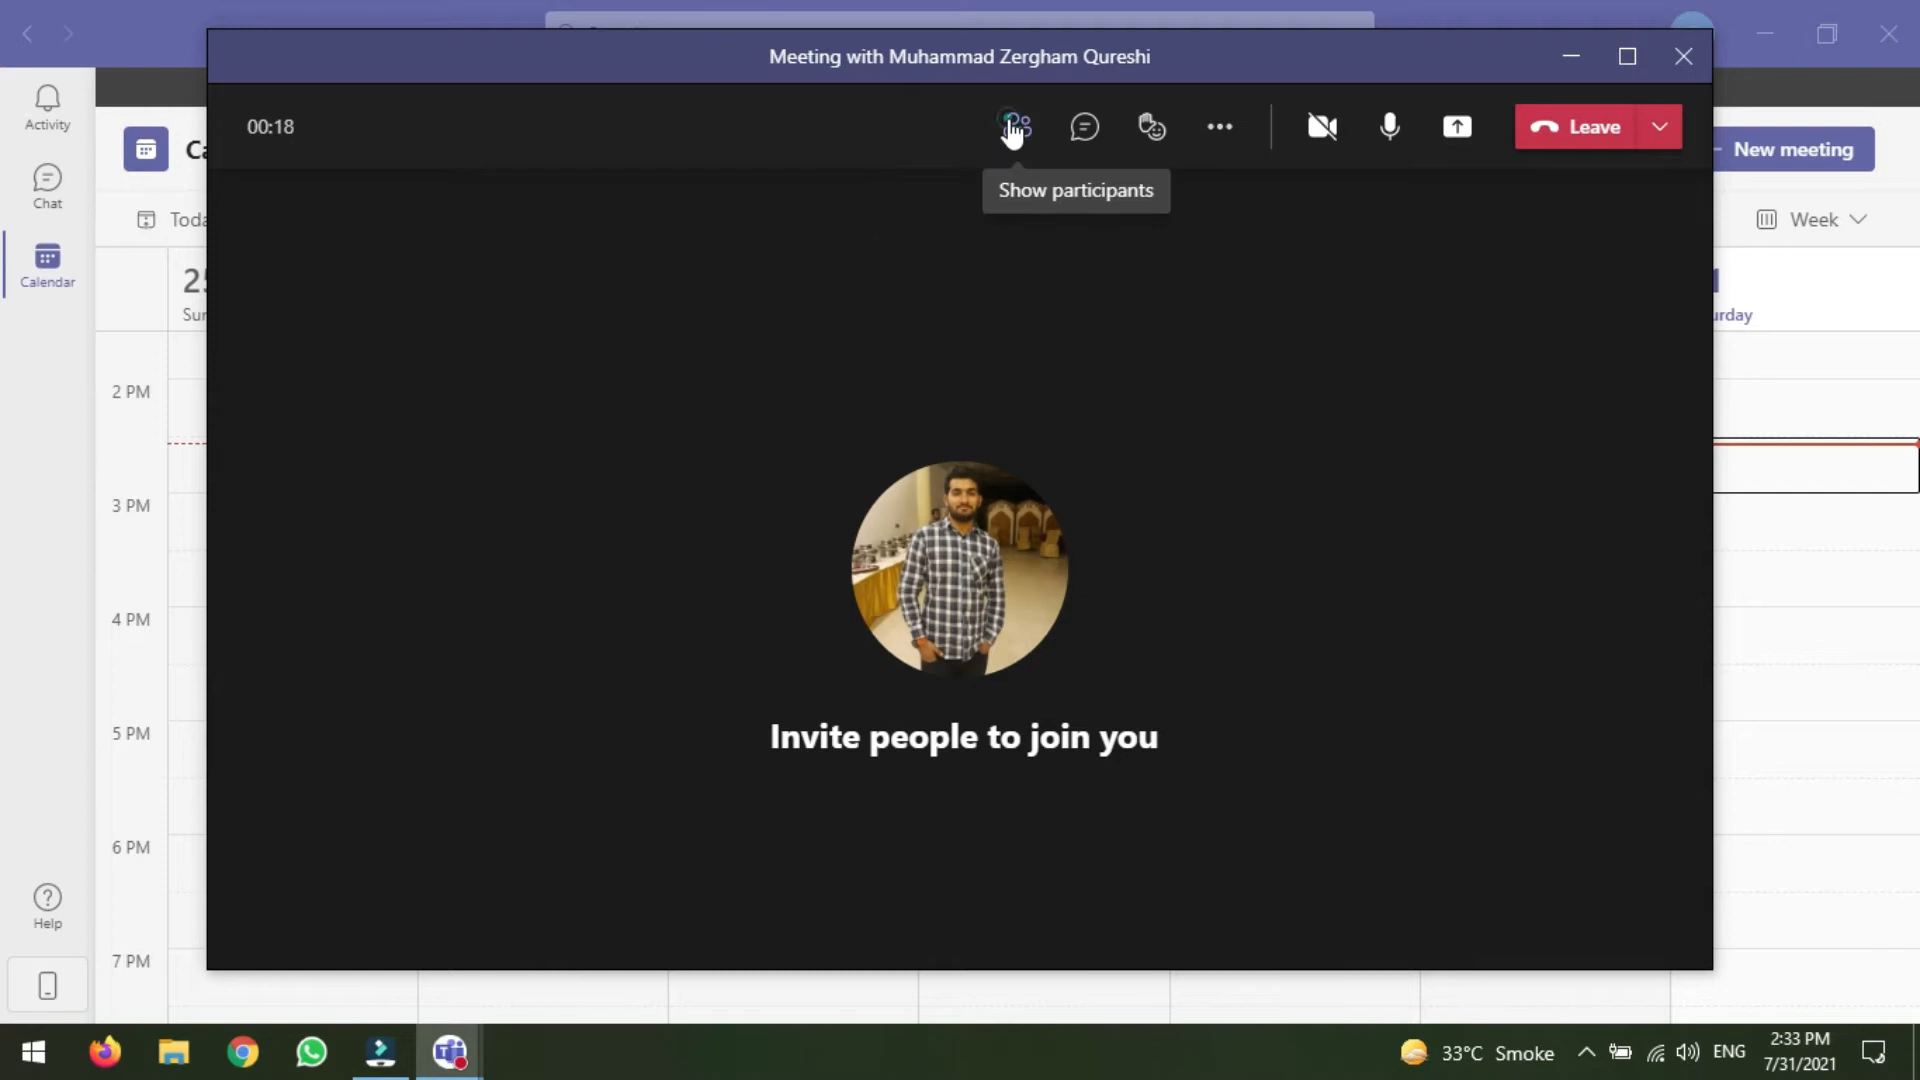 Meeting with Muhammad Zergham Qureshi
00:18
Leave
Show participants
Invite people to join you
Activity
Chat
Calendar
Help
New meeting
Week
2 PM
3 PM
4 PM
5 PM
6 PM
7 PM
33°C Smoke
ENG
2:33 PM
7/31/2021